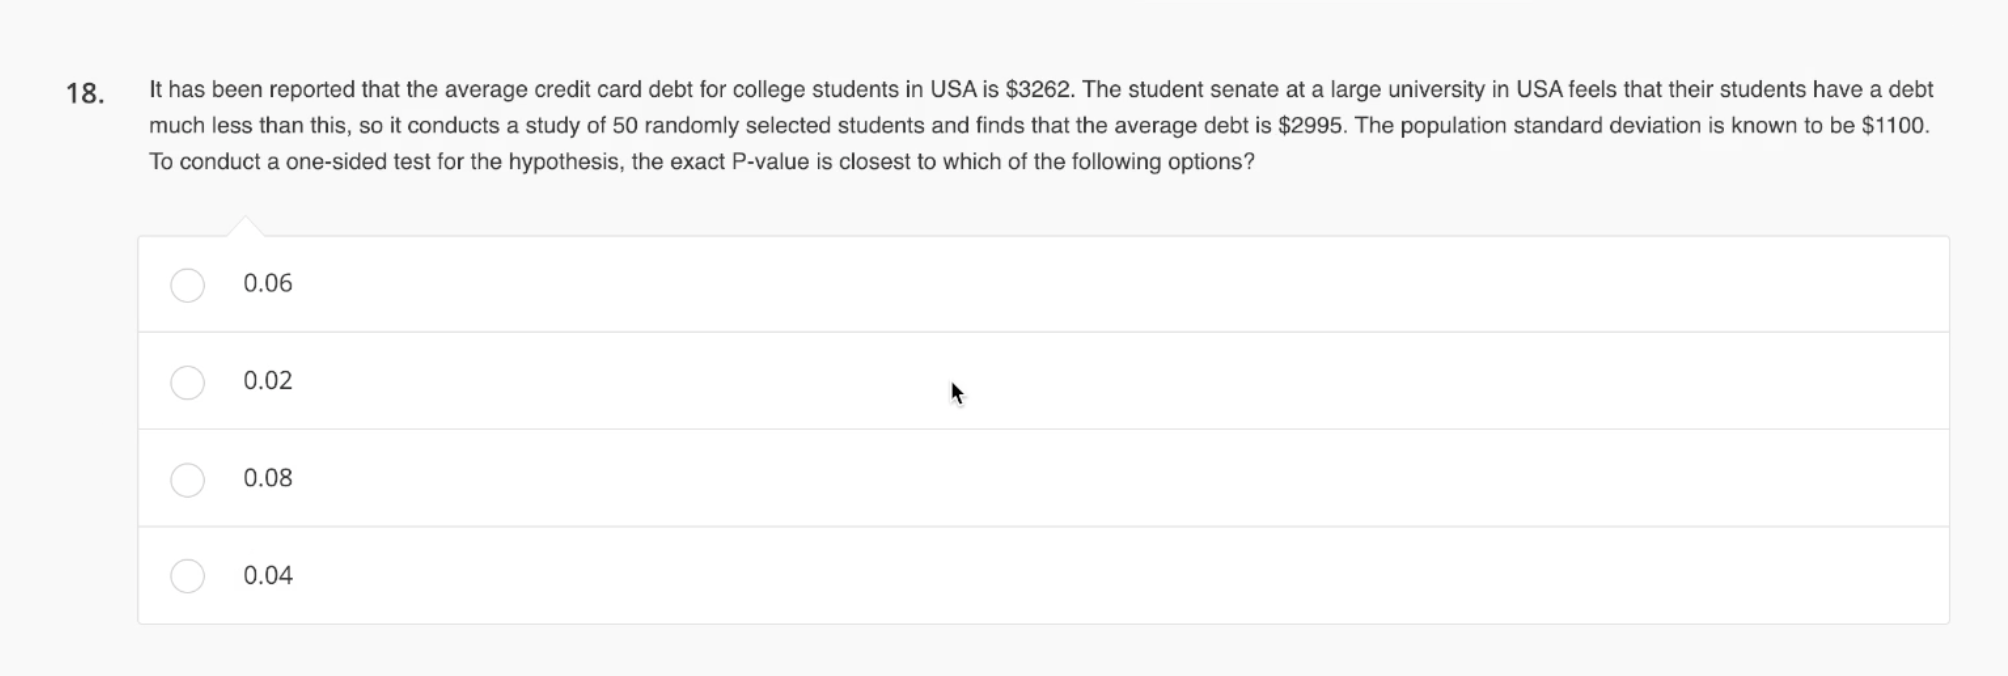 18. It has been reported that the average credit card debt for college students in USA is $3262. The student senate at a large university in USA feels that their students have a debt
much less than this, so it conducts a study of 50 randomly selected students and finds that the average debt is $2995. The population standard deviation is known to be $1100.
To conduct a one-sided test for the hypothesis, the exact P-value is closest to which of the following options?
0.06
0.02
0.08
0.04